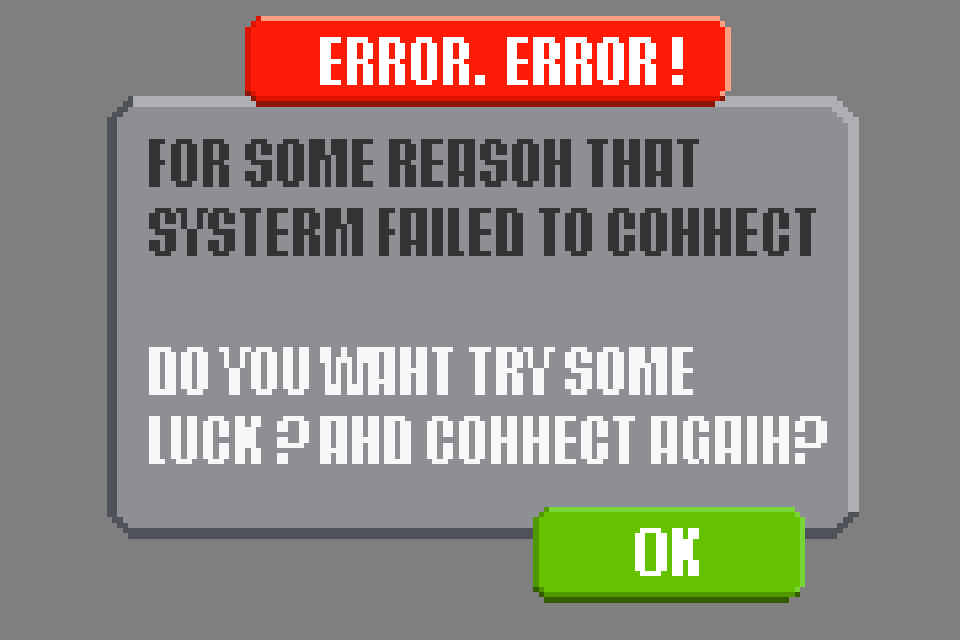 ERROR. ERROR!
FOR SOME REASON THAT
SYSTERM FAILED TO CONNECT
DO YOU WANT TRY SOME
LUCK? AND CONNECT AGAIN?
OK